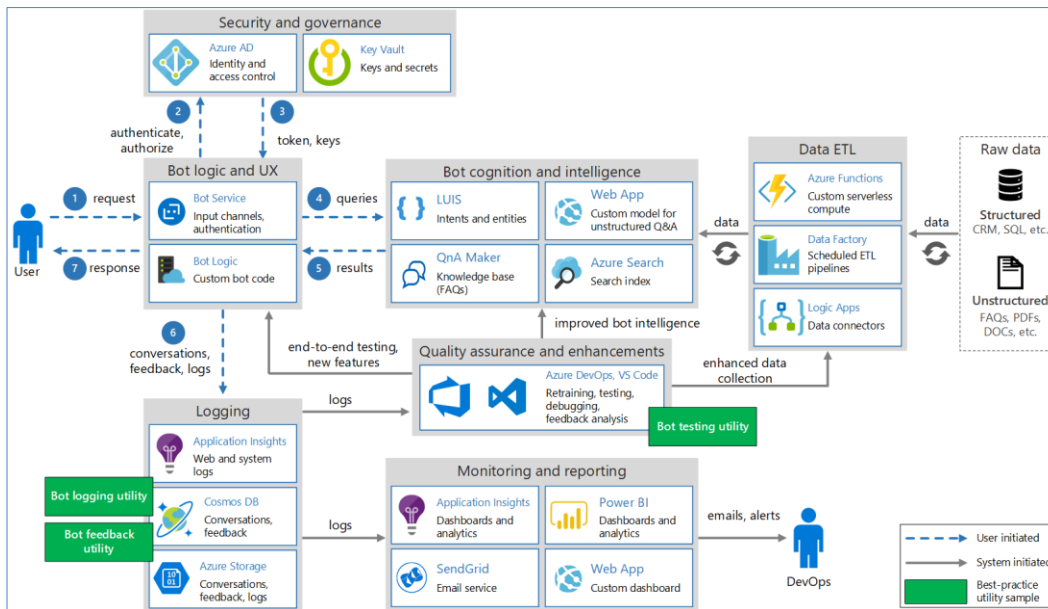 Security and governance
Azure AD
Identity and
access control
Key Vault
Keys and secrets
2
3
authenticate,
authorize
token, keys
Bot logic and UX
Bot Service
Input channels,
authentication
Bot Logic
Custom bot code
1
request
User
7
response
4
queries
5
results
Bot cognition and intelligence
LUIS
Intents and entities
Web App
Custom model for
unstructured Q&A
QnA Maker
Knowledge base
(FAQs)
Azure Search
Search index
data
Data ETL
Azure Functions
Custom serverless
compute
Data Factory
Scheduled ETL
pipelines
Logic Apps
Data connectors
data
Raw data
Structured
CRM, SQL, etc.
Unstructured
FAQs, PDFs,
DOCs, etc.
6
conversations,
feedback, logs
end-to-end testing,
new features
improved bot intelligence
Quality assurance and enhancements
Azure DevOps, VS Code
Retraining, testing,
debugging,
feedback analysis
Bot testing utility
enhanced data
collection
Logging
logs
Application Insights
Web and system
logs
Bot logging utility
Cosmos DB
Conversations,
feedback
Bot feedback
utility
10
01
Azure Storage
Conversations,
feedback, logs
logs
Monitoring and reporting
Application Insights
Dashboards and
analytics
Power BI
Dashboards and
analytics
SendGrid
Email service
Web App
Custom dashboard
emails, alerts
DevOps
User initiated
System initiated
Best-practice
utility sample